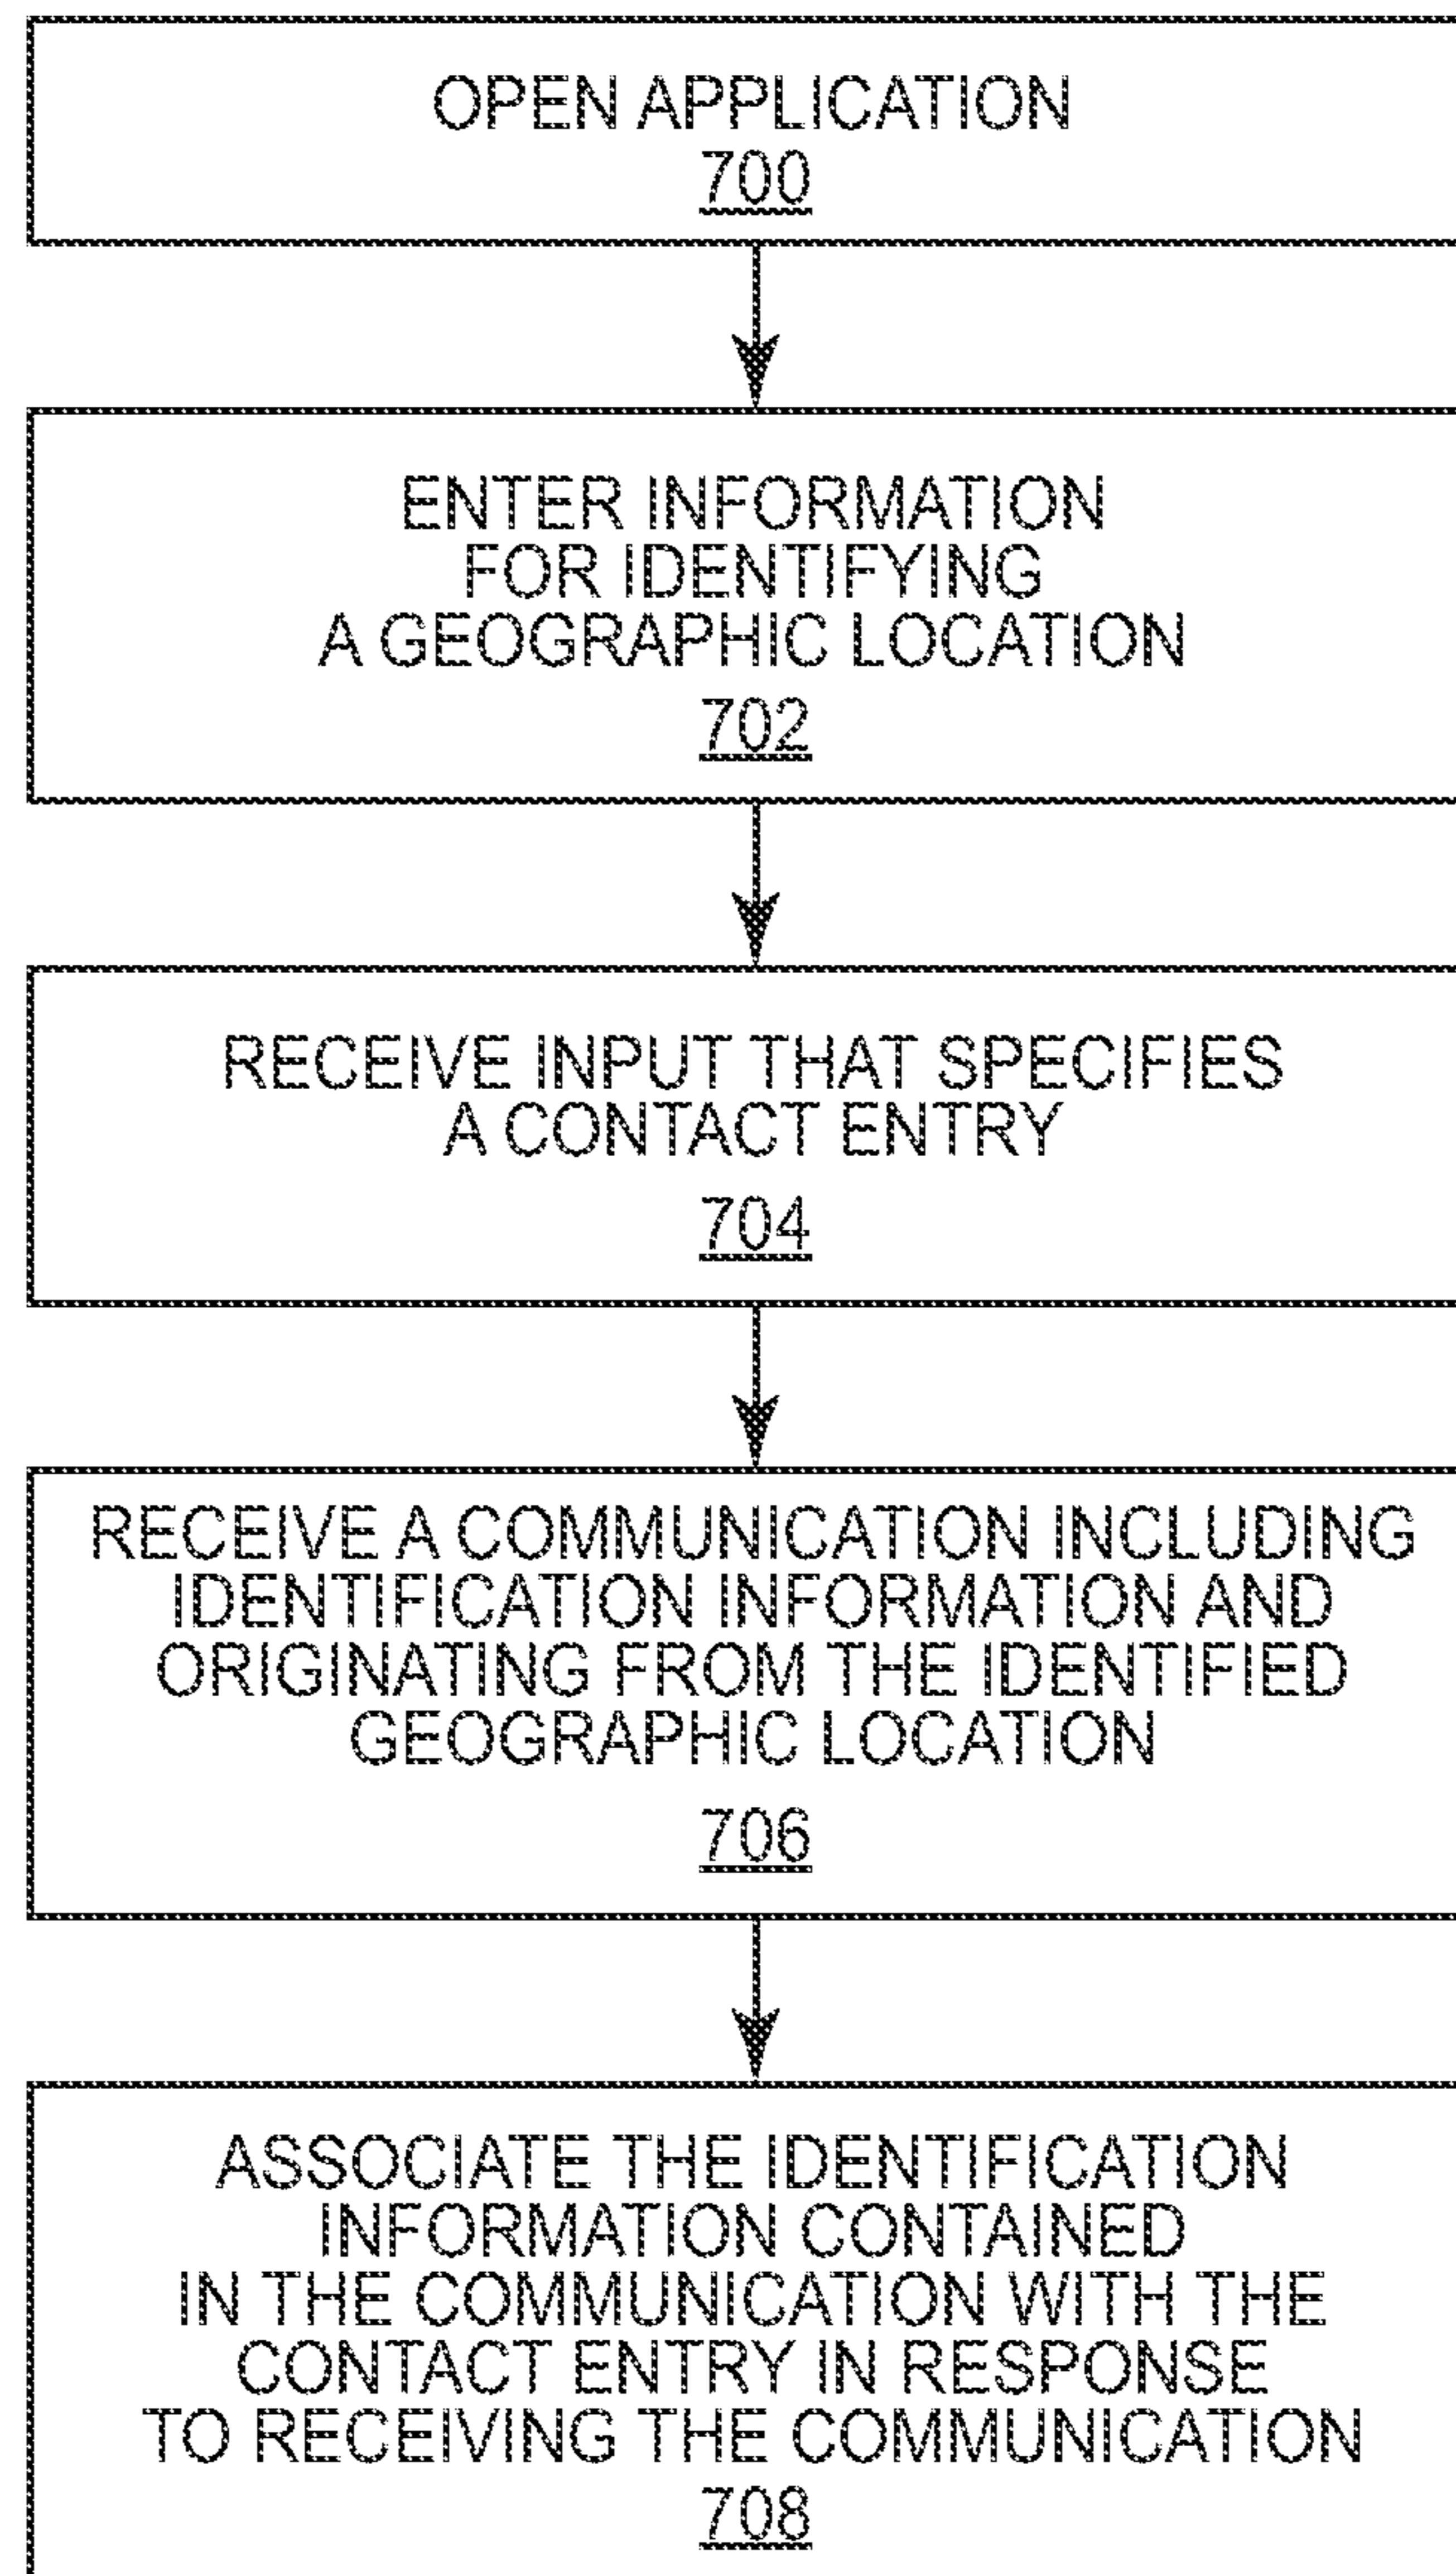 OPEN APPLICATION
700
ENTER INFORMATION
FOR IDENTIFYING
A GEOGRAPHIC LOCATION
702
RECEIVE INPUT THAT SPECIFIES
A CONTACT ENTRY
704
RECEIVE A COMMUNICATION INCLUDING
IDENTIFICATION INFORMATION AND
ORIGINATING FROM THE IDENTIFIED
GEOGRAPHIC LOCATION
706
ASSOCIATE THE IDENTIFICATION
INFORMATION CONTAINED
IN THE COMMUNICATION WITH THE
CONTACT ENTRY IN RESPONSE
TO RECEIVING THE COMMUNICATION
708